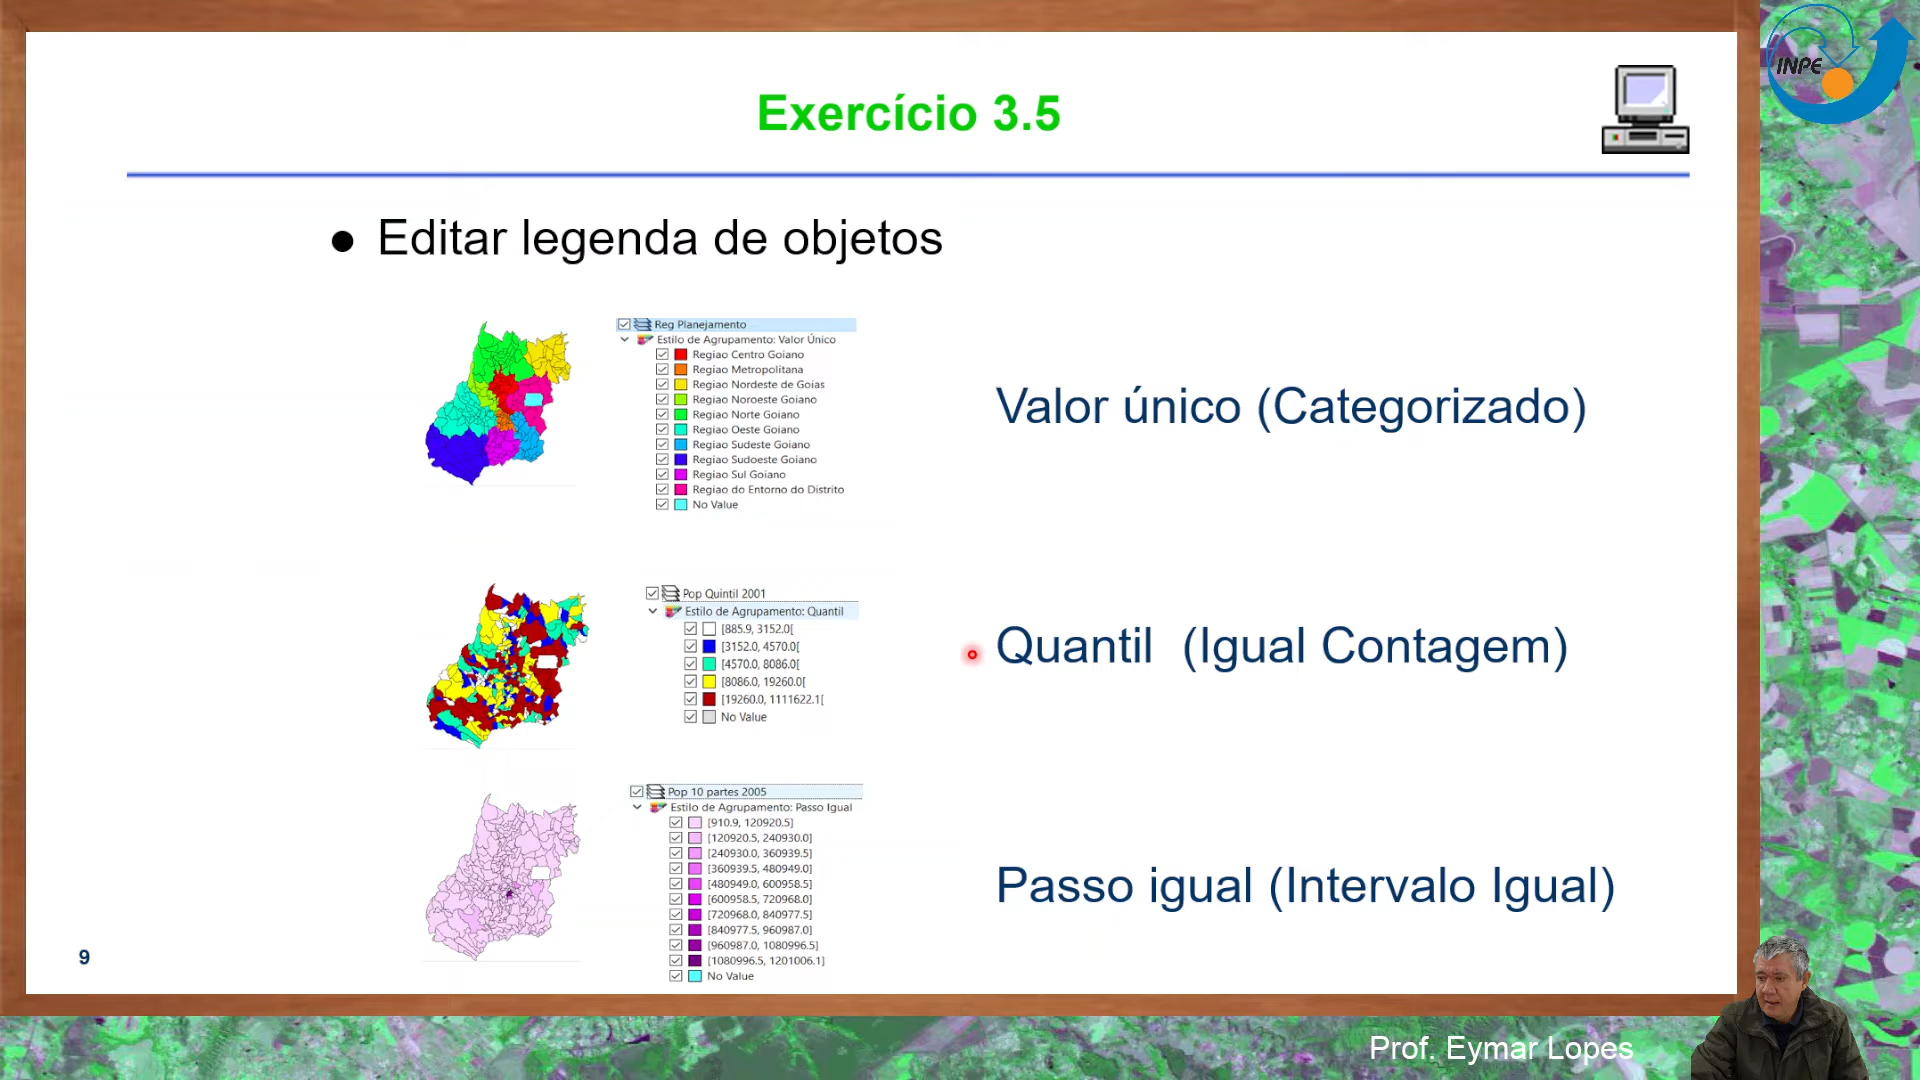 INPE
Exercício 3.5
● Editar legenda de objetos
Reg Planejamento
Estilo de Agrupamento: Valor Único
Regiao Centro Goiano
Regiao Metropolitana
Regiao Nordeste de Goias
Regiao Noroeste Goiano
Regiao Norte Goiano
Regiao Oeste Goiano
Regiao Sudeste Goiano
Regiao Sudoeste Goiano
Regiao Sul Goiano
Regiao do Entorno do Distrito
No Value
Valor único (Categorizado)
Pop Quintil 2001
Estilo de Agrupamento: Quantil
[885.9, 3152.0[
[3152.0, 4570.0[
[4570.0, 8086.0[
[8086.0, 19260.0[
[19260.0, 1111622.1[
No Value
Quantil (Igual Contagem)
Pop 10 partes 2005
Estilo de Agrupamento: Passo Igual
[910.9, 120920.5]
[120920.5, 240930.0]
[240930.0, 360939.5]
[360939.5, 480949.0]
[480949.0, 600958.5]
[600958.5, 720968.0]
[720968.0, 840977.5]
[840977.5, 960987.0]
[960987.0, 1080996.5]
[1080996.5, 1201006.1]
No Value
Passo igual (Intervalo Igual)
9
Prof. Eymar Lopes